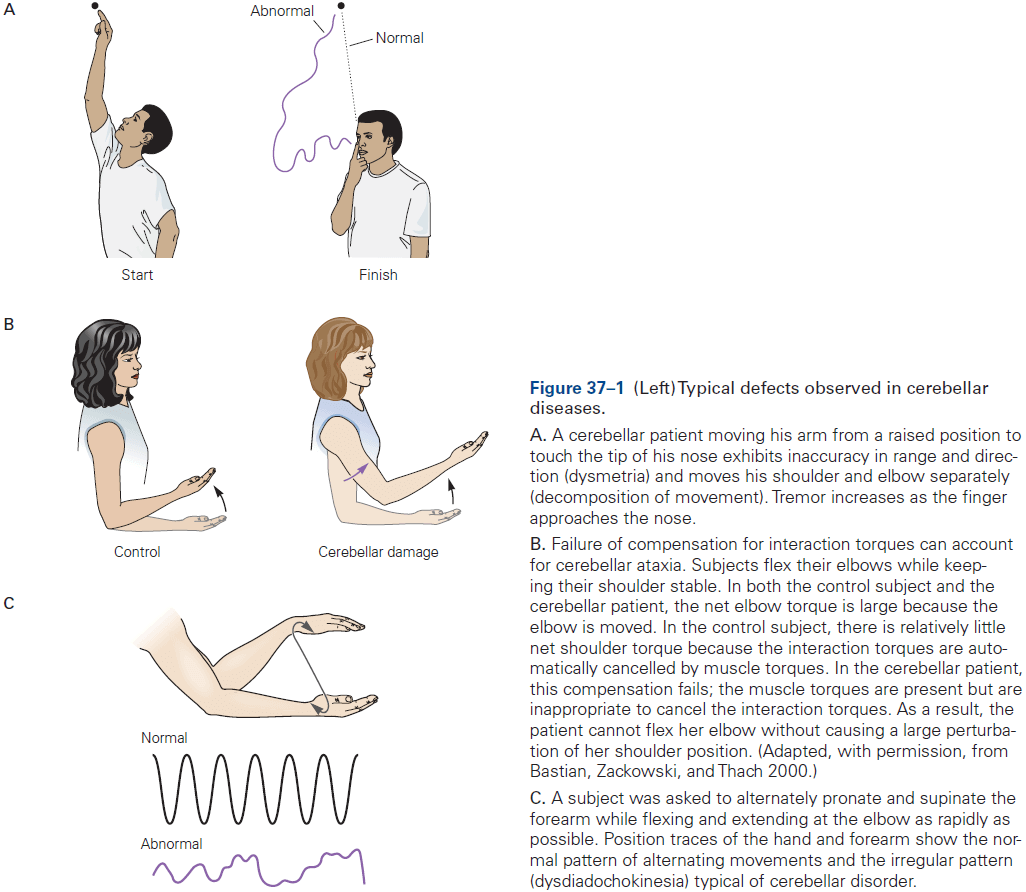 A
Abnormal
Normal
Start
Finish
B
Control
Cerebellar damage
C
Normal
Abnormal
Figure 37–1 (Left) Typical defects observed in cerebellar
diseases.
A. A cerebellar patient moving his arm from a raised position to
touch the tip of his nose exhibits inaccuracy in range and direc-
tion (dysmetria) and moves his shoulder and elbow separately
(decomposition of movement). Tremor increases as the finger
approaches the nose.
B. Failure of compensation for interaction torques can account
for cerebellar ataxia. Subjects flex their elbows while keep-
ing their shoulder stable. In both the control subject and the
cerebellar patient, the net elbow torque is large because the
elbow is moved. In the control subject, there is relatively little
net shoulder torque because the interaction torques are auto-
matically cancelled by muscle torques. In the cerebellar patient,
this compensation fails; the muscle torques are present but are
inappropriate to cancel the interaction torques. As a result, the
patient cannot flex her elbow without causing a large perturba-
tion of her shoulder position. (Adapted, with permission, from
Bastian, Zackowski, and Thach 2000.)
C. A subject was asked to alternately pronate and supinate the
forearm while flexing and extending at the elbow as rapidly as
possible. Position traces of the hand and forearm show the nor-
mal pattern of alternating movements and the irregular pattern
(dysdiadochokinesia) typical of cerebellar disorder.